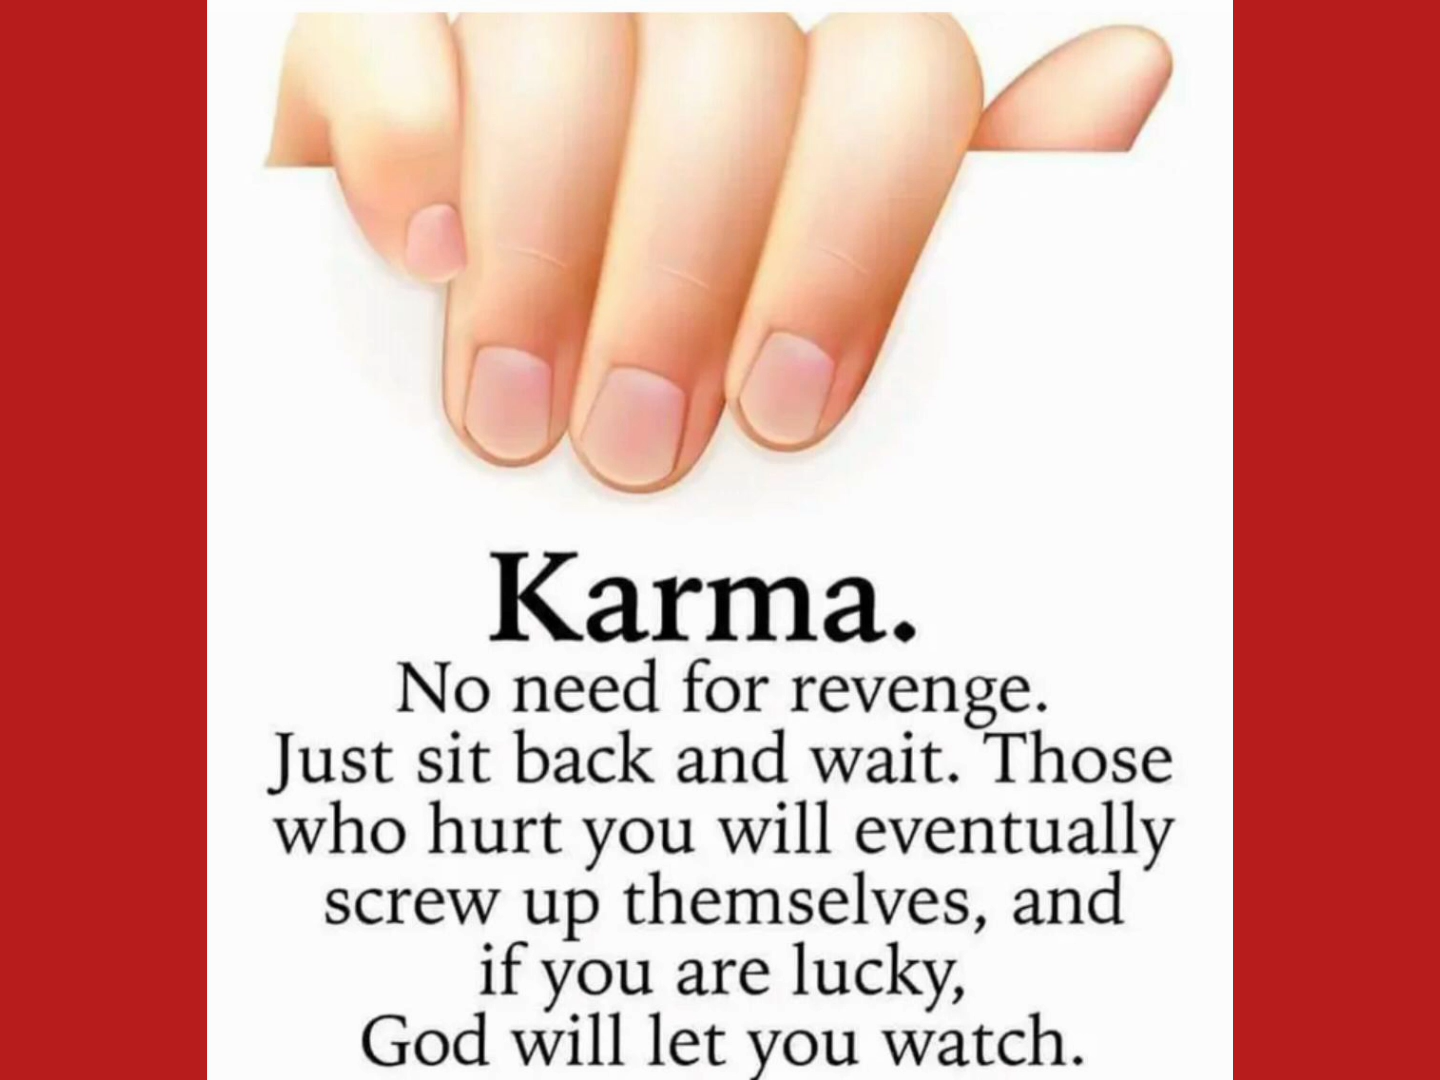 Karma.
No need for revenge.
Just sit back and wait. Those
who hurt you will eventually
screw up themselves, and
if you are lucky,
God will let you watch.